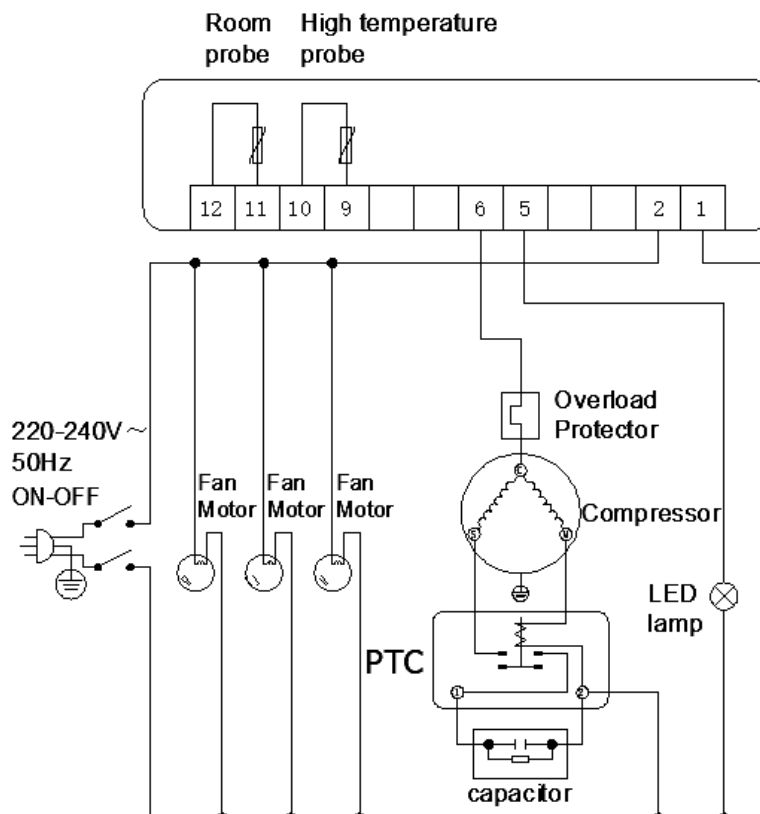 Room probe
High temperature probe
12 11 10 9 6 5 2 1
Overload Protector
220-240V ~
50Hz
ON-OFF
Fan Motor
Fan Motor
Fan Motor
C
Compressor
S
M
LED lamp
PTC
1
2
capacitor